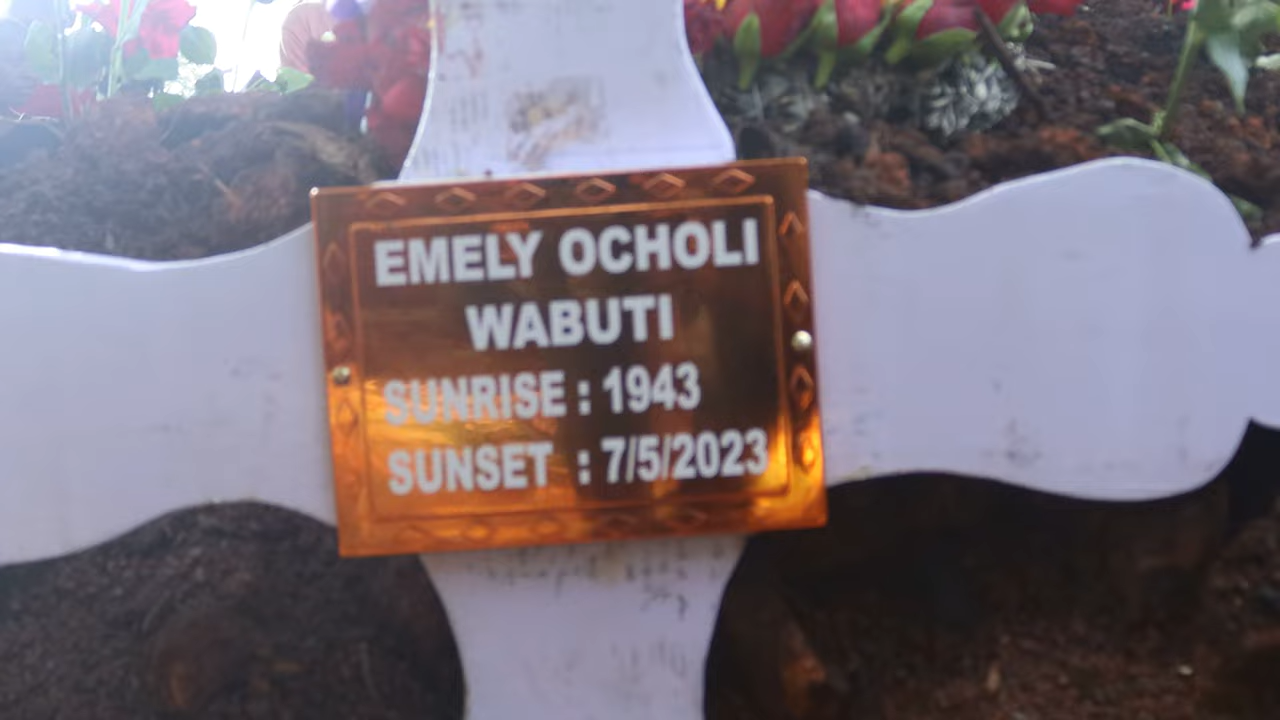 EMELY OCHOLI
WABUTI
SUNRISE : 1943
SUNSET : 7/5/2023